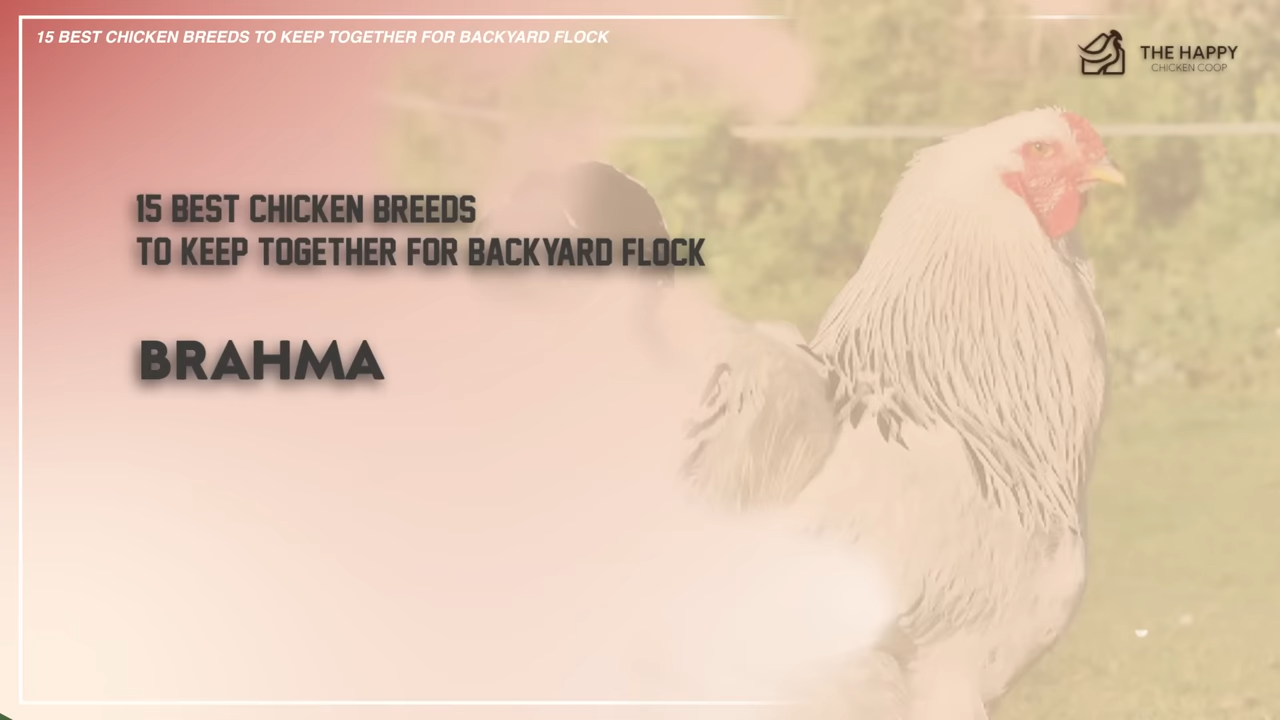 15 BEST CHICKEN BREEDS TO KEEP TOGETHER FOR BACKYARD FLOCK
THE HAPPY
CHICKEN COOP
15 BEST CHICKEN BREEDS
TO KEEP TOGETHER FOR BACKYARD FLOCK
BRAHMA